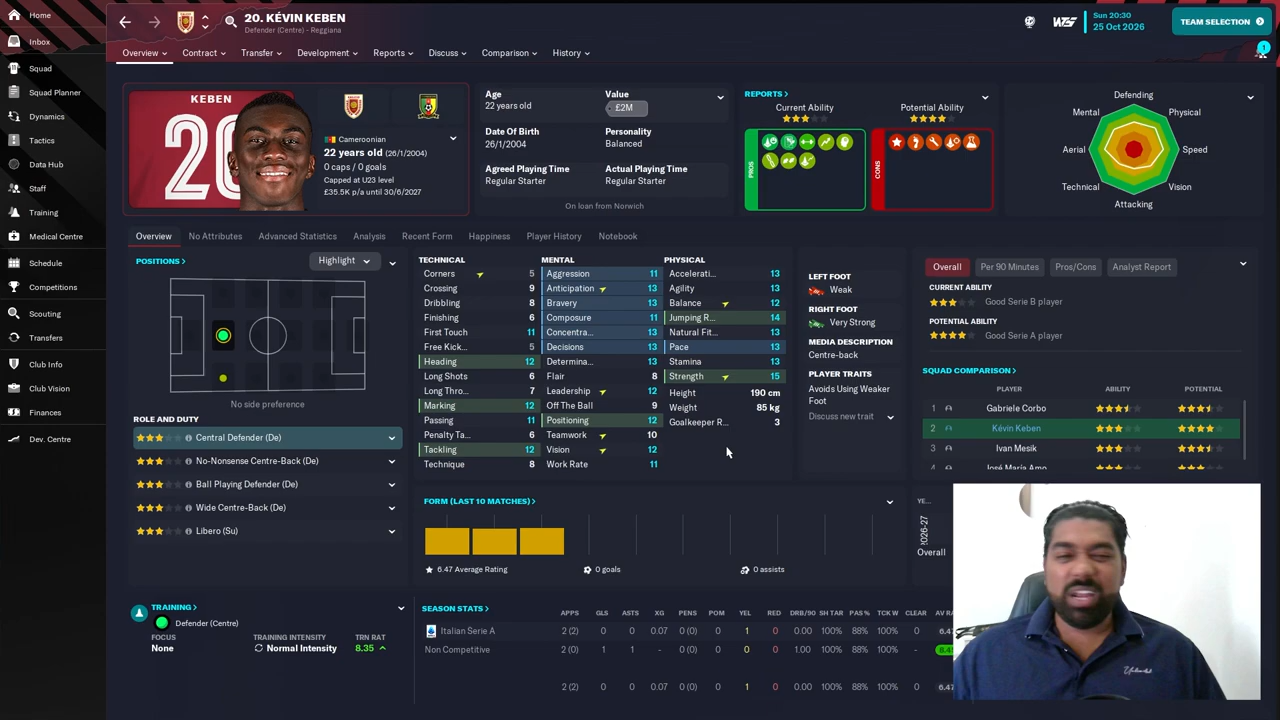 Home
Inbox
Squad
Squad Planner
Dynamics
Tactics
Data Hub
Staff
Training
Medical Centre
Schedule
Competitions
Scouting
Transfers
Club Info
Club Vision
Finances
Dev. Centre
20. KÉVIN KEBEN
Defender (Centre) - Reggiana
Sun 20:30
25 Oct 2026
TEAM SELECTION
1
Overview Contract Transfer Development Reports Discuss Comparison History
KEBEN
20
Cameroonian
22 years old (26/1/2004)
0 caps / 0 goals
Capped at U23 level
£35.5K p/a until 30/6/2027
Age
22 years old
Value
£2M
Date Of Birth
26/1/2004
Personality
Balanced
Agreed Playing Time
Regular Starter
Actual Playing Time
Regular Starter
On loan from Norwich
REPORTS
Current Ability
Potential Ability
PROS
CONS
Defending
Mental
Physical
Aerial
Speed
Technical
Vision
Attacking
Overview No Attributes Advanced Statistics Analysis Recent Form Happiness Player History Notebook
POSITIONS
Highlight
No side preference
ROLE AND DUTY
Central Defender (De)
No-Nonsense Centre-Back (De)
Ball Playing Defender (De)
Wide Centre-Back (De)
Libero (Su)
TECHNICAL
Corners 5
Crossing 9
Dribbling 8
Finishing 6
First Touch 11
Free Kick... 5
Heading 12
Long Shots 6
Long Thro... 7
Marking 12
Passing 11
Penalty Ta... 6
Tackling 12
Technique 8
MENTAL
Aggression 11
Anticipation 13
Bravery 13
Composure 11
Concentra... 13
Decisions 13
Determina... 13
Flair 8
Leadership 12
Off The Ball 9
Positioning 12
Teamwork 10
Vision 12
Work Rate 11
PHYSICAL
Accelerati... 13
Agility 13
Balance 12
Jumping R... 14
Natural Fit... 13
Pace 13
Stamina 13
Strength 15
Height 190 cm
Weight 85 kg
Goalkeeper R... 3
LEFT FOOT
Weak
RIGHT FOOT
Very Strong
MEDIA DESCRIPTION
Centre-back
PLAYER TRAITS
Avoids Using Weaker
Foot
Discuss new trait
Overall Per 90 Minutes Pros/Cons Analyst Report
CURRENT ABILITY
Good Serie B player
POTENTIAL ABILITY
Good Serie A player
SQUAD COMPARISON
PLAYER ABILITY POTENTIAL
1 Gabriele Corbo
2 Kévin Keben
3 Ivan Mesik
4 José María Amo
FORM (LAST 10 MATCHES)
6.47 Average Rating
0 goals
0 assists
YE...
2026-27
Overall
TRAINING
Defender (Centre)
FOCUS
None
TRAINING INTENSITY
Normal Intensity
TRN RAT
8.35
SEASON STATS
APPS GLS ASTS XG PENS POM YEL RED DRB/90 SH TAR PAS % TCK W CLEAR AV RA
Italian Serie A 2 (2) 0 0 0.07 0 (0) 0 1 0 0.00 100% 88% 100% 0 6.47
Non Competitive 2 (0) 1 1 - 0 (0) 0 0 0 1.00 100% 88% 100% -
2 (2) 0 0 0.07 0 (0) 0 1 0 0.00 100% 88% 100% 0 6.47